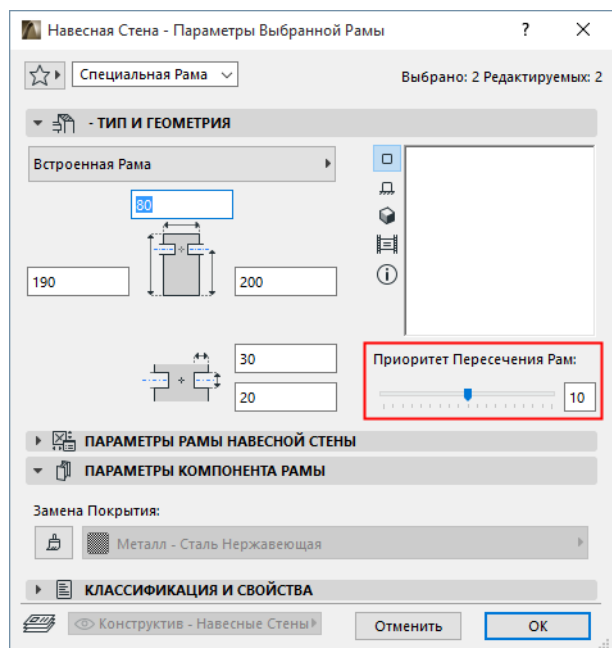 Навесная Стена - Параметры Выбранной Рамы
?
Специальная Рама
Выбрано: 2 Редактируемых: 2
- ТИП И ГЕОМЕТРИЯ
Встроенная Рама
80
190
200
30
20
Приоритет Пересечения Рам:
10
ПАРАМЕТРЫ РАМЫ НАВЕСНОЙ СТЕНЫ
ПАРАМЕТРЫ КОМПОНЕНТА РАМЫ
Замена Покрытия:
Металл - Сталь Нержавеющая
КЛАССИФИКАЦИЯ И СВОЙСТВА
Конструктив - Навесные Стены
Отменить
OK